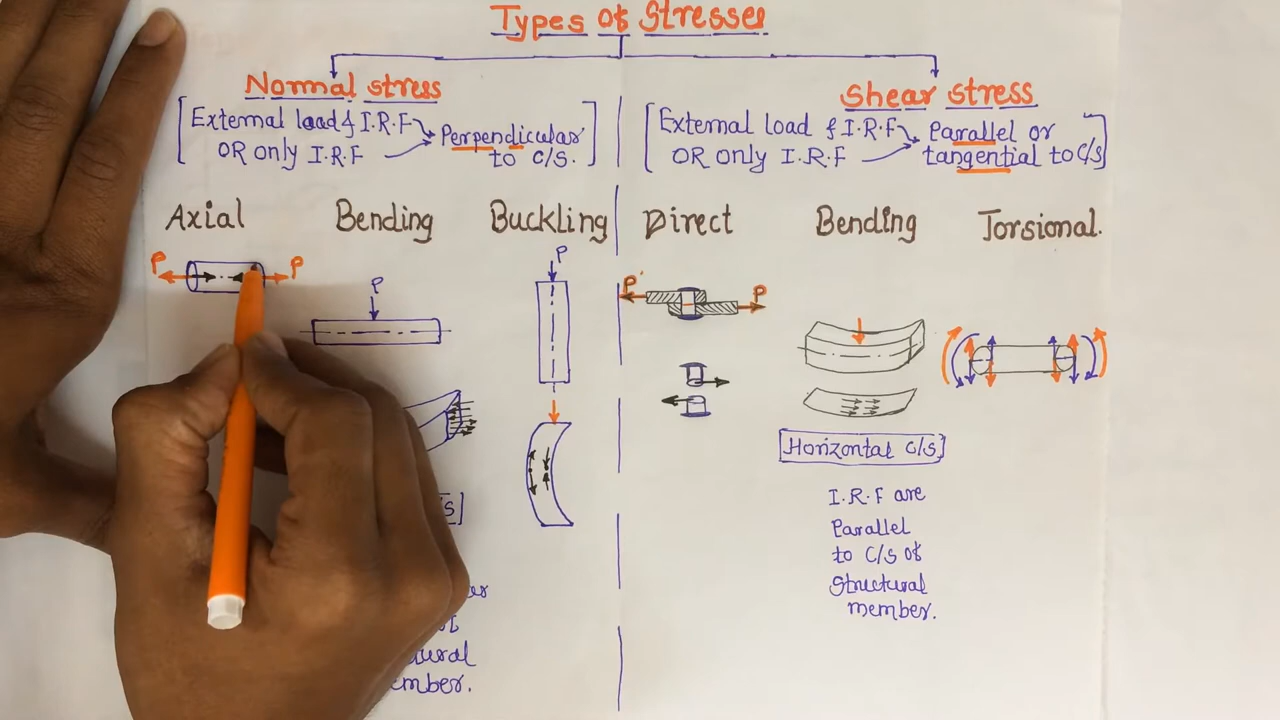 Types of Stresses
Normal stress
External load & I.R.F
OR only I.R.F
Perpendicular
to C/S.
Shear stress
External load & I.R.F
OR only I.R.F
Parallel or
tangential to C/S
Axial
Bending
Buckling
Direct
Bending
Torsional.
P
P
P
P
P
P
Horizontal C/S
I.R.F are
Parallel
to C/S of
Structural
member.